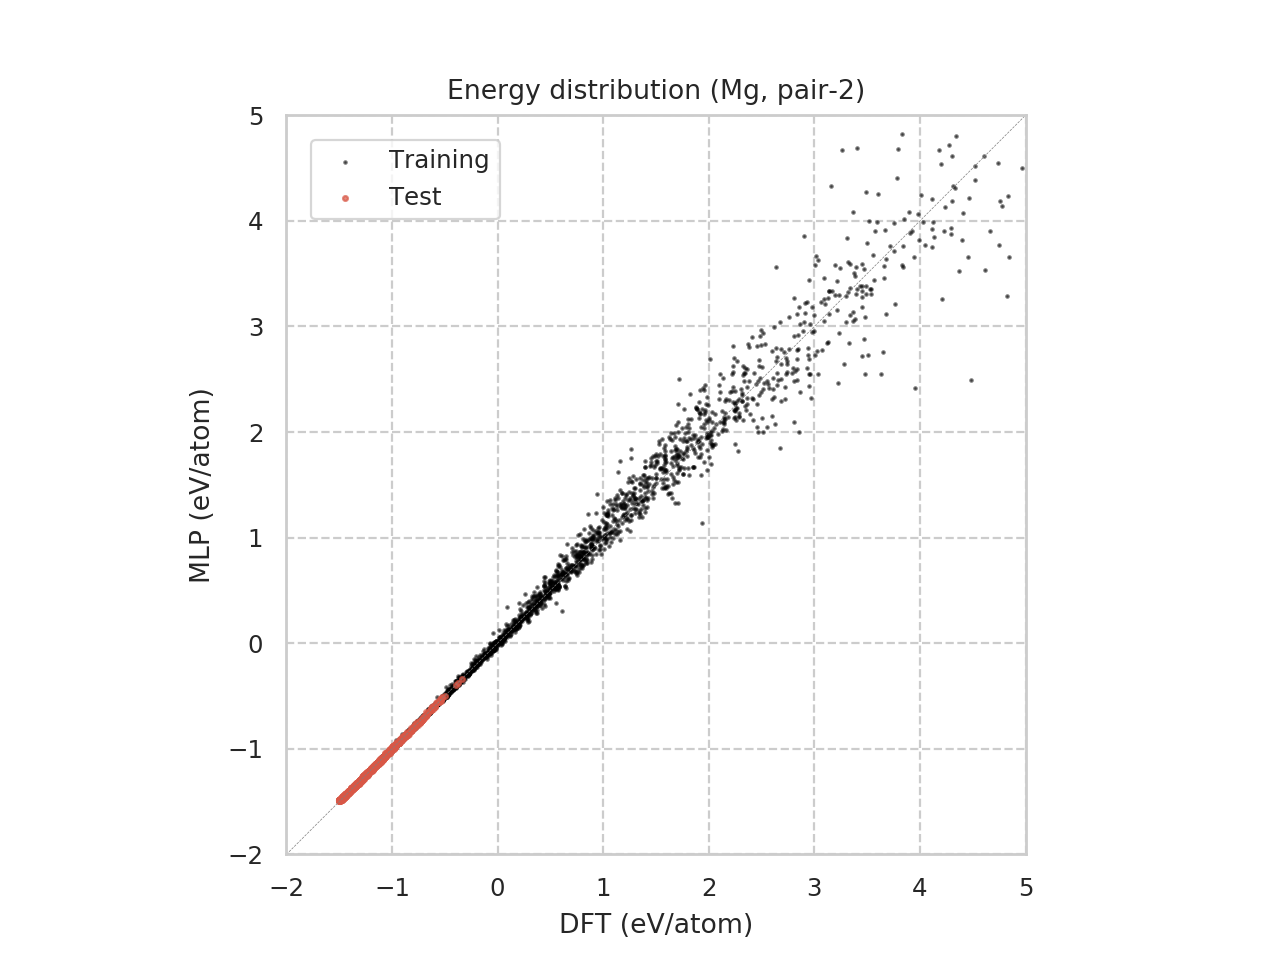 Energy distribution (Mg, pair-2)
5
4
3
2
1
0
−1
−2
Training
Test
MLP (eV/atom)
−2 −1 0 1 2 3 4 5
DFT (eV/atom)